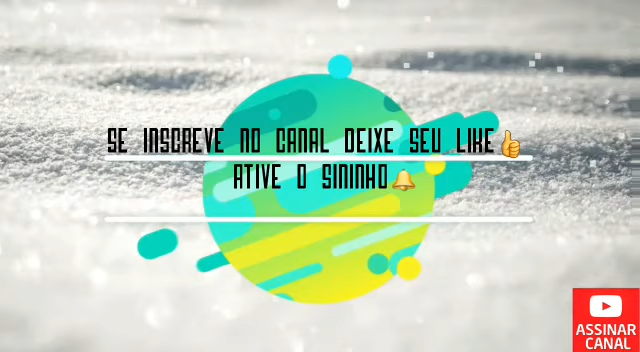 SE INSCREVE NO CANAL DEIXE SEU LIKE👍
ATIVE O SININHO🔔
ASSINAR
CANAL